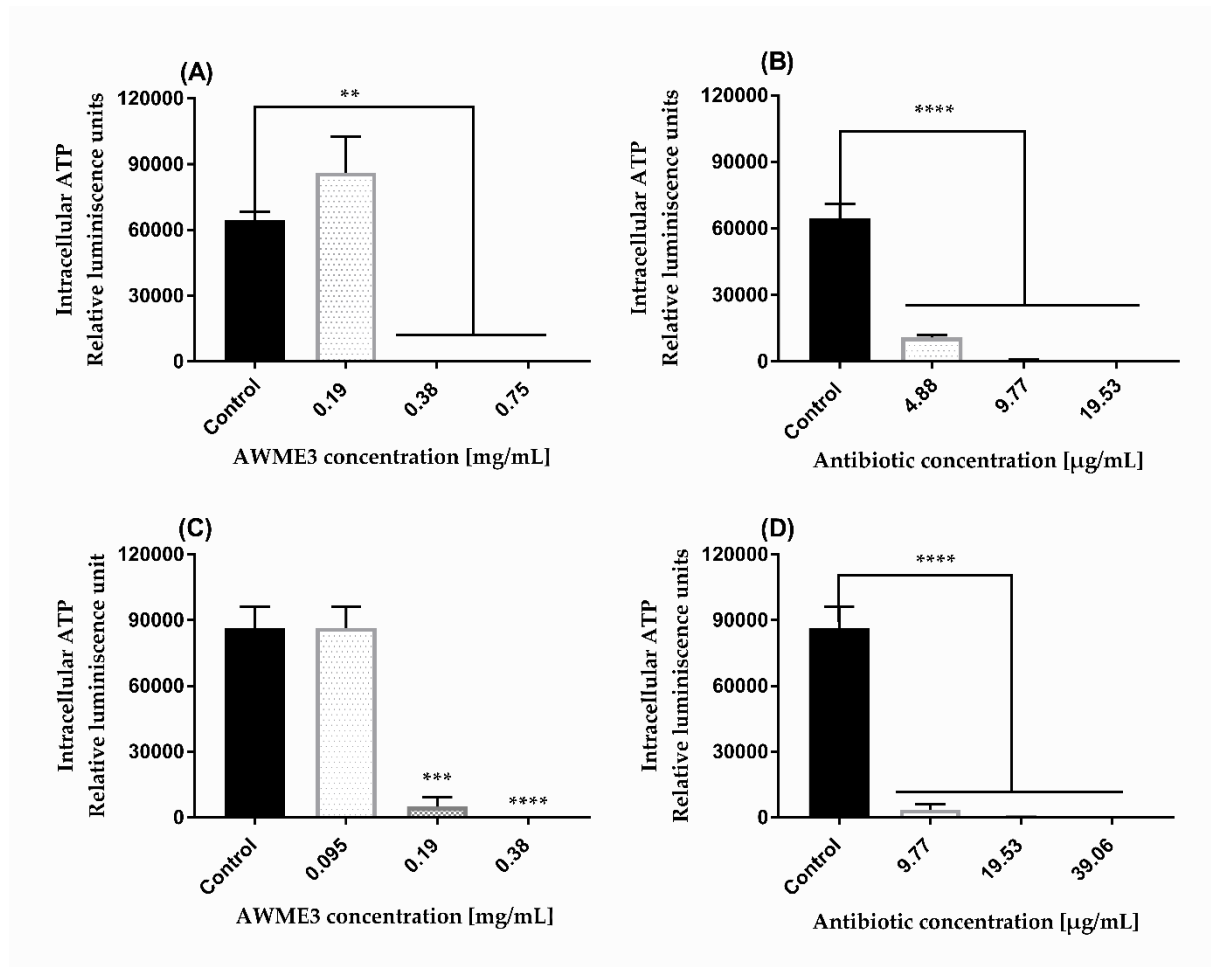 (A)
**
Intracellular ATP
Relative luminiscence units
120000
90000
60000
30000
0
Control
0.19
0.38
0.75
AWME3 concentration [mg/mL]
(B)
****
Intracellular ATP
Relative luminiscence units
120000
90000
60000
30000
0
Control
4.88
9.77
19.53
Antibiotic concentration [µg/mL]
(C)
Intracellular ATP
Relative luminiscence unit
120000
90000
60000
30000
0
***
****
Control
0.095
0.19
0.38
AWME3 concentration [mg/mL]
(D)
****
Intracellular ATP
Relative luminiscence units
120000
90000
60000
30000
0
Control
9.77
19.53
39.06
Antibiotic concentration [µg/mL]